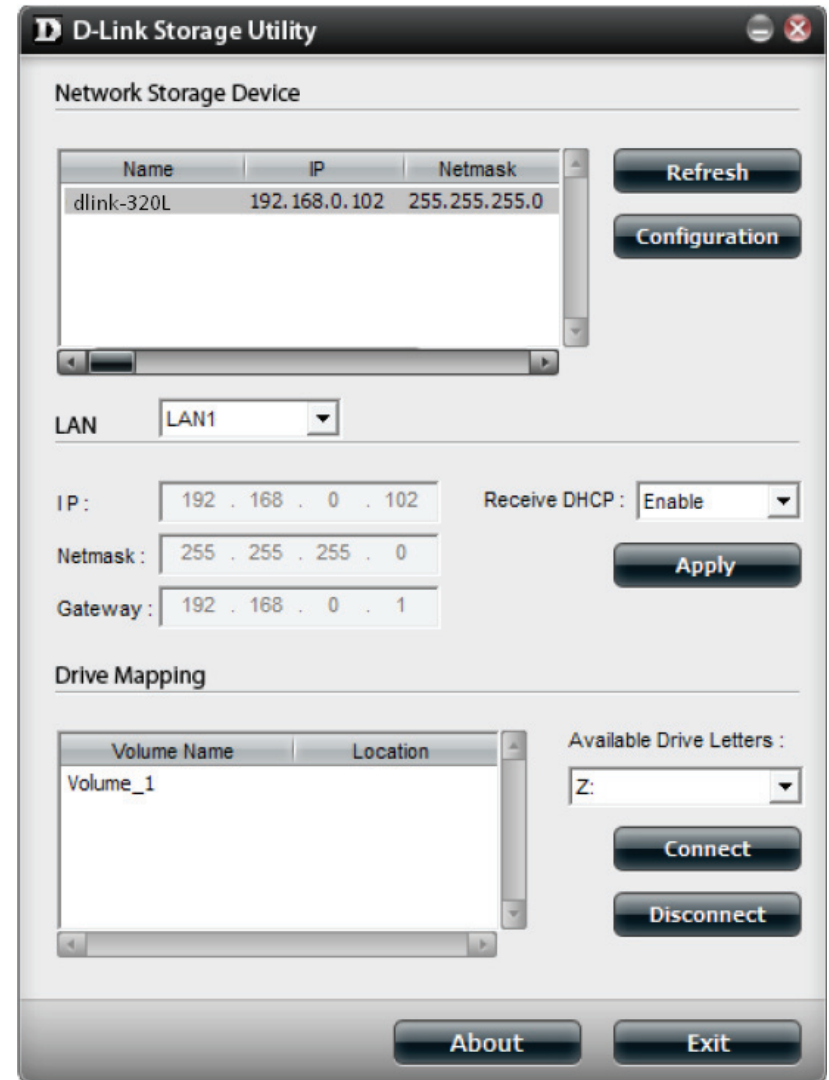 D D-Link Storage Utility
Network Storage Device
Name IP Netmask
dlink-320L 192.168.0.102 255.255.255.0
Refresh
Configuration
LAN LAN1
IP : 192 . 168 . 0 . 102 Receive DHCP : Enable
Netmask : 255 . 255 . 255 . 0 Apply
Gateway : 192 . 168 . 0 . 1
Drive Mapping
Volume Name Location
Volume_1
Available Drive Letters :
Z:
Connect
Disconnect
About Exit